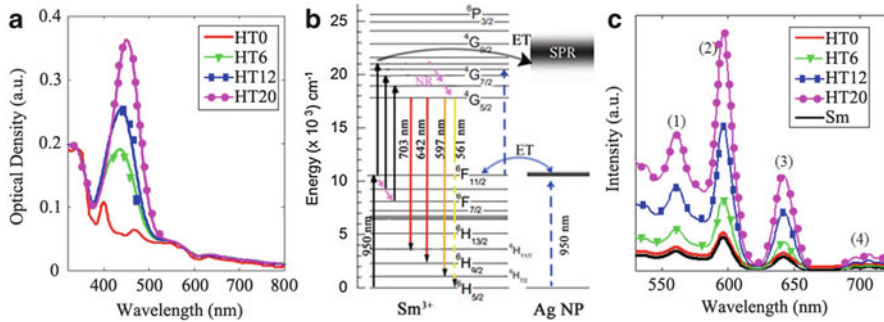 a
Optical Density (a.u.)
0.4
0.3
0.2
0.1
0
400 500 600 700 800
Wavelength (nm)
HT0
HT6
HT12
HT20
b
Energy (x 10³) cm⁻¹
25
20
15
10
5
0
⁶P₃/₂
⁴G₉/₂
⁴G₇/₂
⁴G₅/₂
⁶F₁₁/₂
⁶F₇/₂
⁶H₁₃/₂
⁶H₁₁/₂
⁶H₉/₂
⁶H₇/₂
⁶H₅/₂
NR
ET
SPR
ET
950 nm
703 nm
642 nm
597 nm
561 nm
950 nm
Sm³⁺
Ag NP
c
Intensity (a.u.)
(1)
(2)
(3)
(4)
HT0
HT6
HT12
HT20
Sm
550 600 650 700
Wavelength (nm)